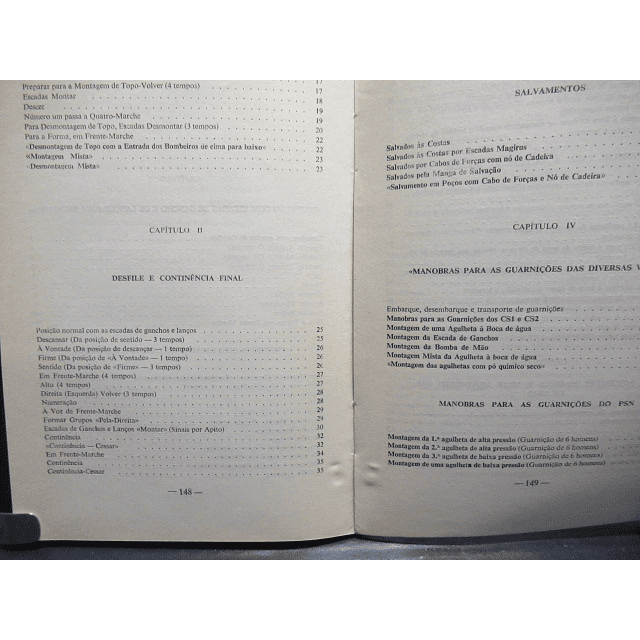 Preparar para a Montagem de Topo-Volver (4 tempos) 17
Escadas Montar 17
Descer 18
Número um passa a Quatro-Marche 19
Para Desmontagem de Topo, Escadas Desmontar (3 tempos) 19
Para a Forma, em Frente-Marche 20
«Desmontagem de Topo com a Entrada dos Bombeiros de cima para baixo» 22
«Montagem Mista» 22
«Desmontagem Mista» 23
23
CAPÍTULO II
DESFILE E CONTINÊNCIA FINAL
Posição normal com as escadas de ganchos e lanços 25
Descansar (Da posição de sentido — 3 tempos) 25
À Vontade (Da posição de descançar — 1 tempo) 26
Firme (Da posição de «À Vontade» — 1 tempo) 26
Sentido (Da posição de «Firme» — 3 tempos) 26
Em Frente-Marche (4 tempos) 27
Alto (4 tempos) 27
Direita (Esquerda) Volver (3 tempos) 28
Numeração 28
A Voz de Frente-Marche 29
Formar Grupos «Pela-Direita» 29
Escadas de Ganchos e Lanços «Montar» (Sinais por Apito) 30
Continência 32
«Continência — Cessar» 32
Em Frente-Marche 34
Continência 35
Continência-Cessar 35
— 148 —
SALVAMENTOS
Salvados às Costas
Salvados às Costas por Escadas Magirus
Salvados por Cabos de Forças com nó de Cadeira
Salvados pela Manga de Salvação
«Salvamento em Poços com Cabo de Forças e Nó de Cadeira»
CAPÍTULO IV
«MANOBRAS PARA AS GUARNIÇÕES DAS DIVERSAS V
Embarque, desembarque e transporte de guarnições
Manobras para as Guarnições dos CS1 e CS2
Montagem de uma Agulheta à Boca de água
Montagem da Escada de Ganchos
Montagem da Bomba de Mão
Montagem Mista da Agulheta à boca de água
«Montagem das agulhetas com pó químico seco»
MANOBRAS PARA AS GUARNIÇÕES DO PSN
Montagem da 1.ª agulheta de alta pressão (Guarnição de 6 homens)
Montagem da 2.ª agulheta de alta pressão (Guarnição de 6 homens)
Montagem da 3.ª agulheta de baixa pressão (Guarnição de 6 homens)
Montagem de uma agulheta de baixa pressão (Guarnição de 6 homens)
— 149 —